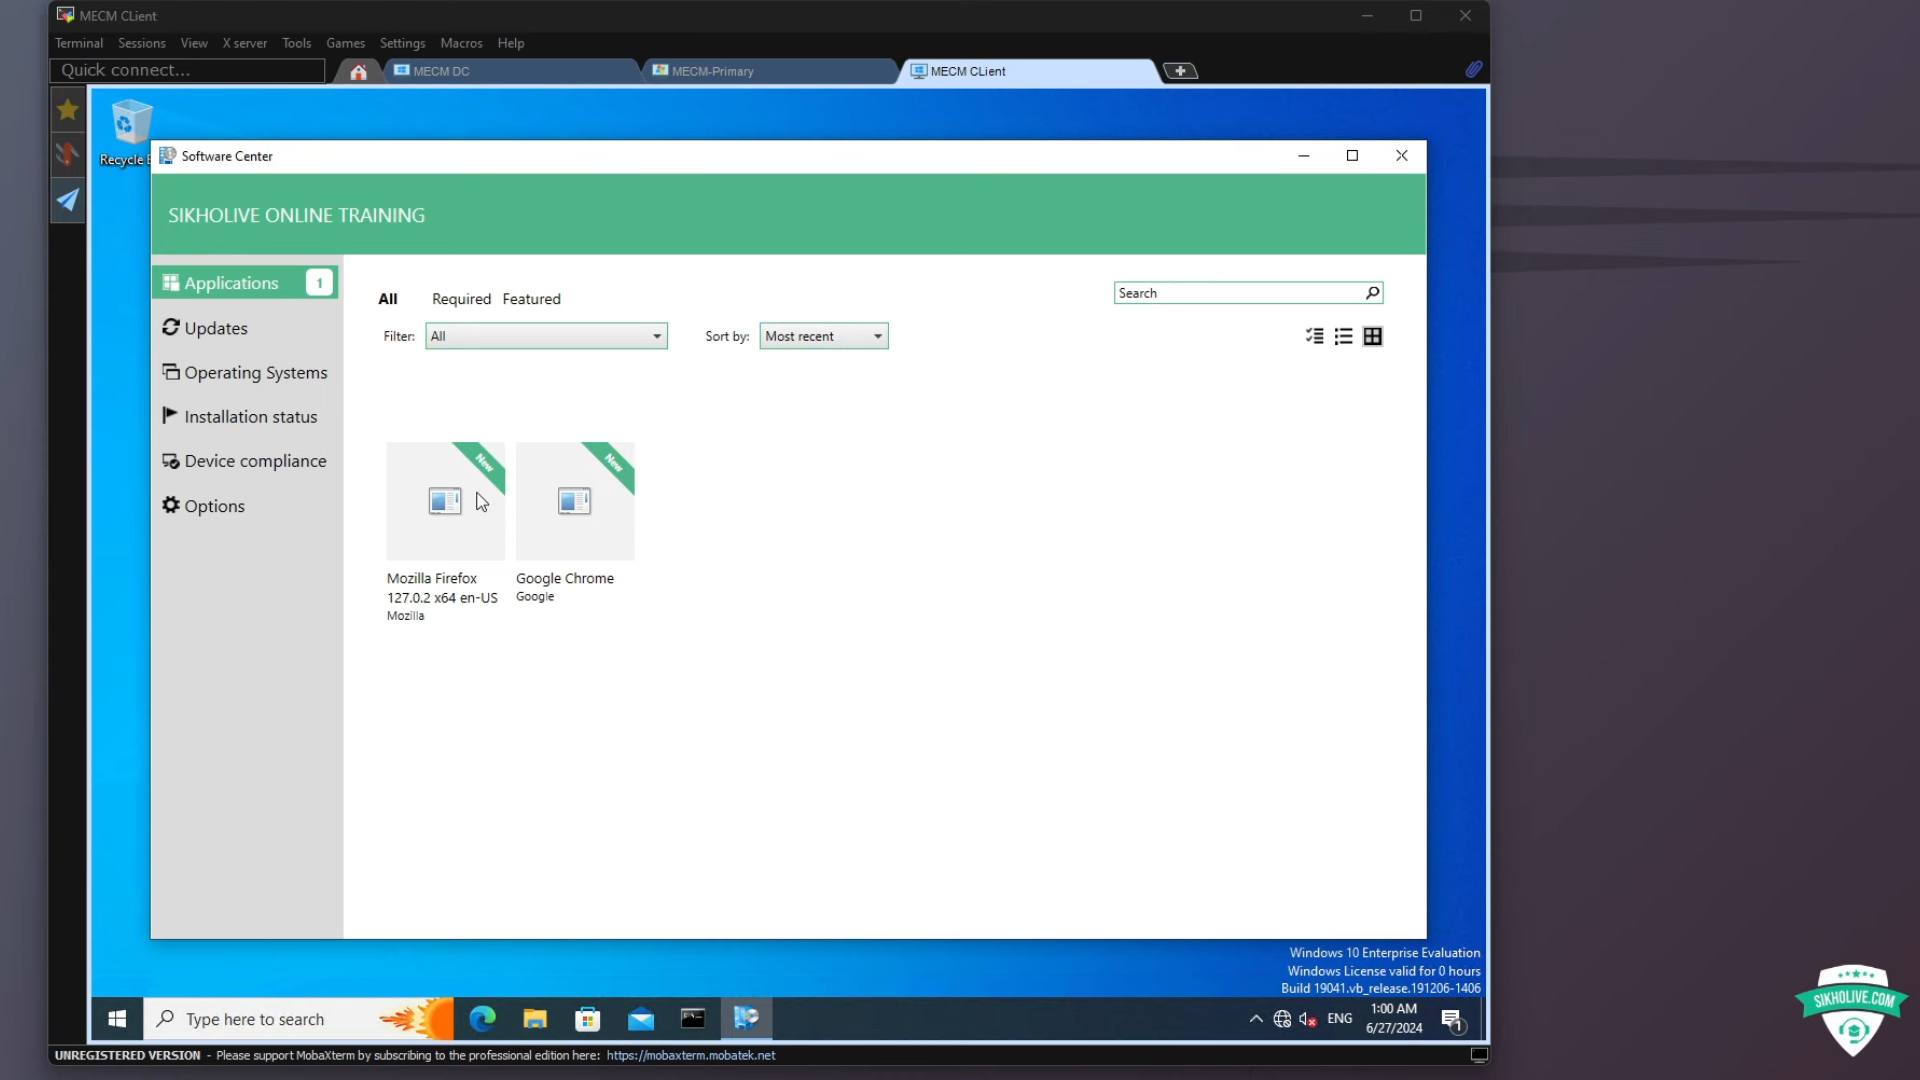 MECM CLient
Terminal Sessions View X server Tools Games Settings Macros Help
Quick connect...
MECM DC
MECM-Primary
MECM CLient
Recycle
Software Center
SIKHOLIVE ONLINE TRAINING
Applications 1
Updates
Operating Systems
Installation status
Device compliance
Options
All Required Featured
Search
Filter: All Sort by: Most recent
New
New
Mozilla Firefox
127.0.2 x64 en-US
Mozilla
Google Chrome
Google
Windows 10 Enterprise Evaluation
Windows License valid for 0 hours
Build 19041.vb_release.191206-1406
Type here to search
ENG
1:00 AM
6/27/2024
1
UNREGISTERED VERSION - Please support MobaXterm by subscribing to the professional edition here: https://mobaxterm.mobatek.net
SIKHOLIVE.COM